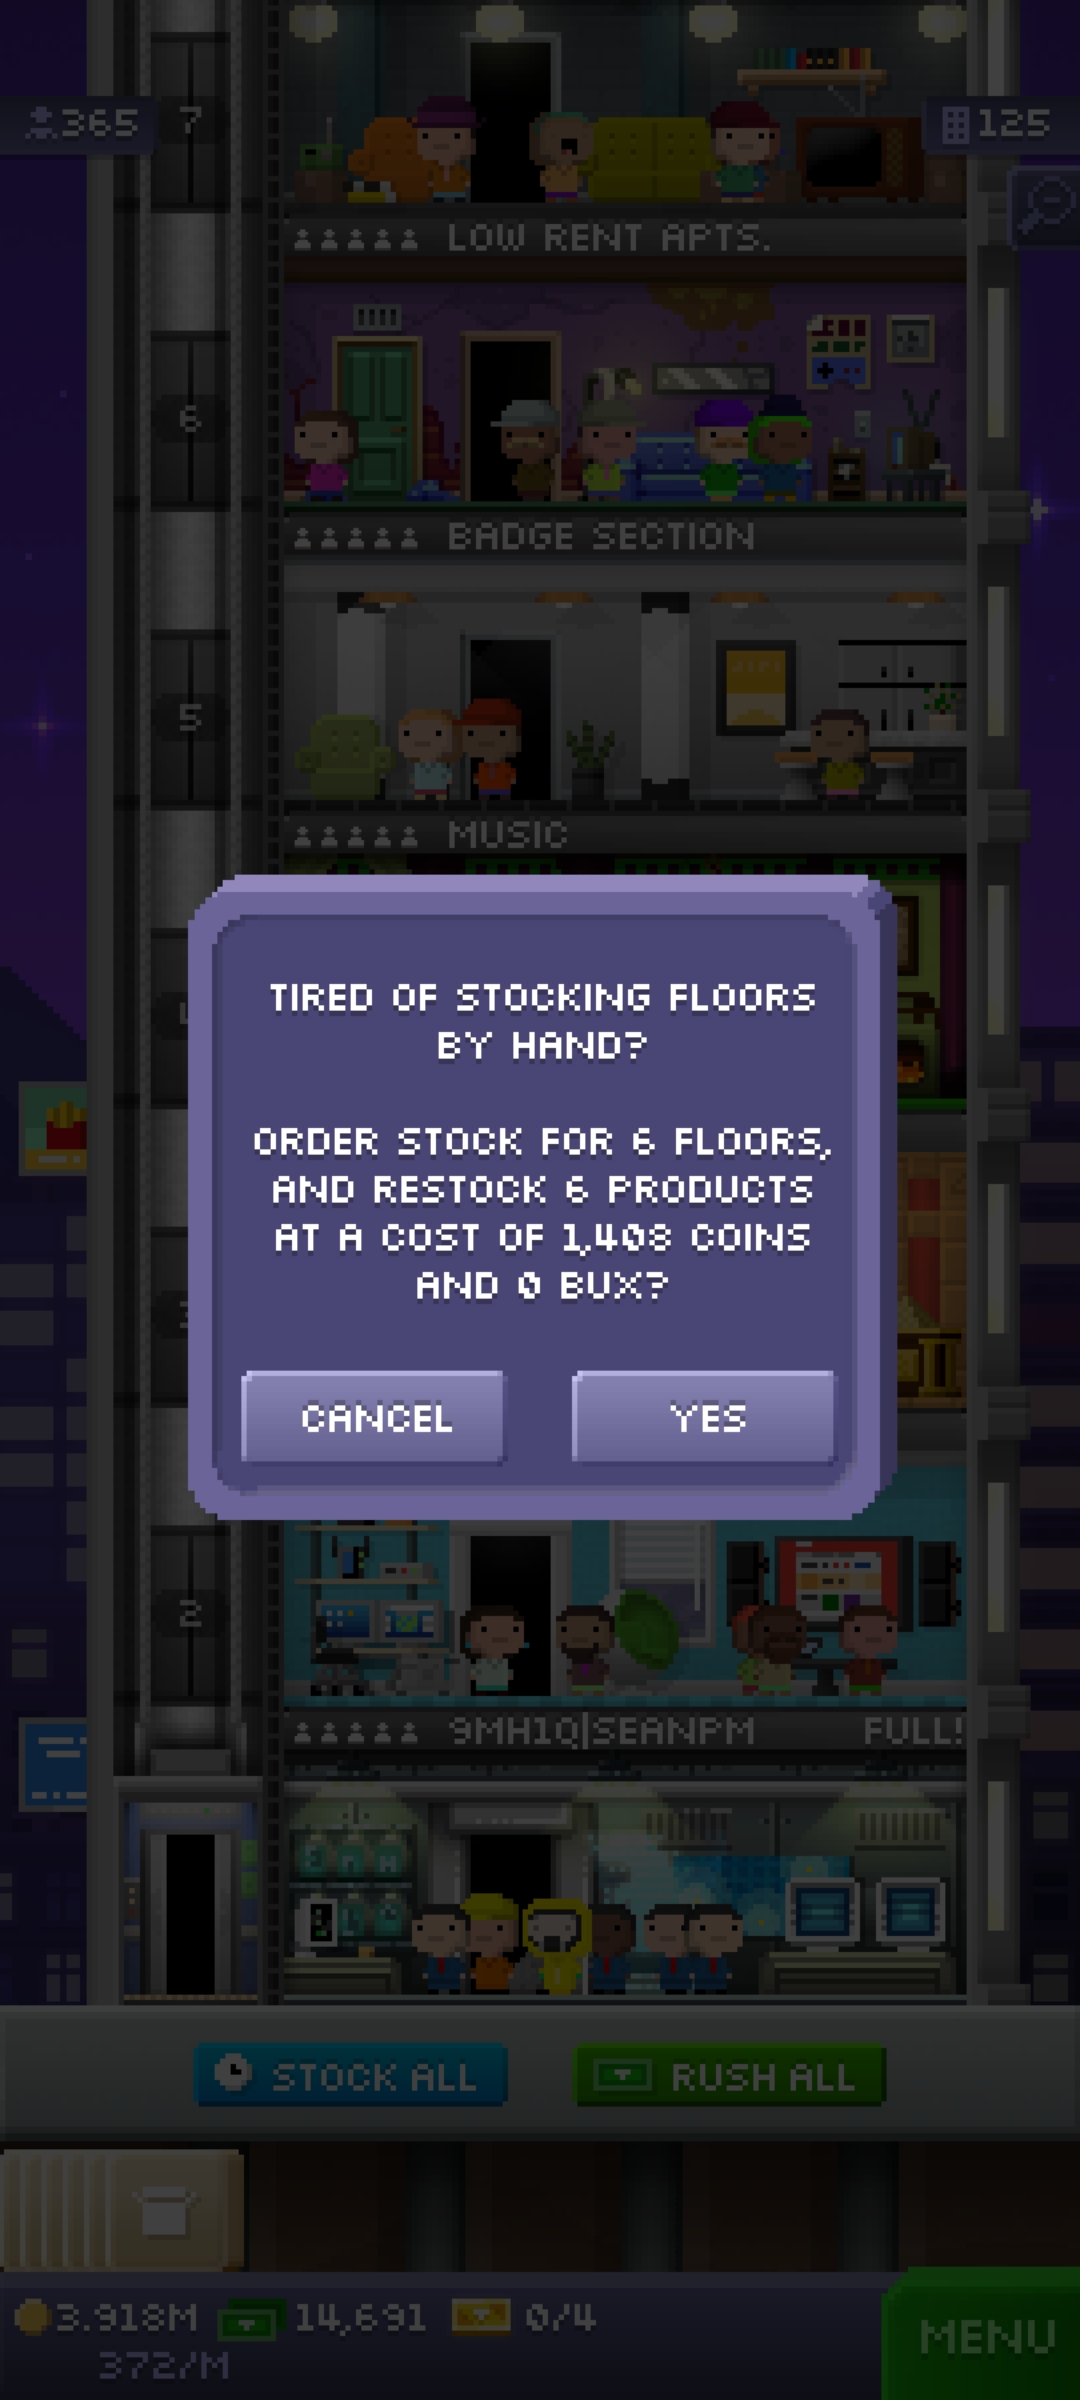 365
7
125
LOW RENT APTS.
6
BADGE SECTION
5
MUSIC
TIRED OF STOCKING FLOORS
BY HAND?
ORDER STOCK FOR 6 FLOORS,
AND RESTOCK 6 PRODUCTS
AT A COST OF 1,408 COINS
AND 0 BUX?
CANCEL
YES
2
9MH1Q|SEANPM
FULL!
STOCK ALL
RUSH ALL
3.918M
14,691
0/4
372/M
MENU